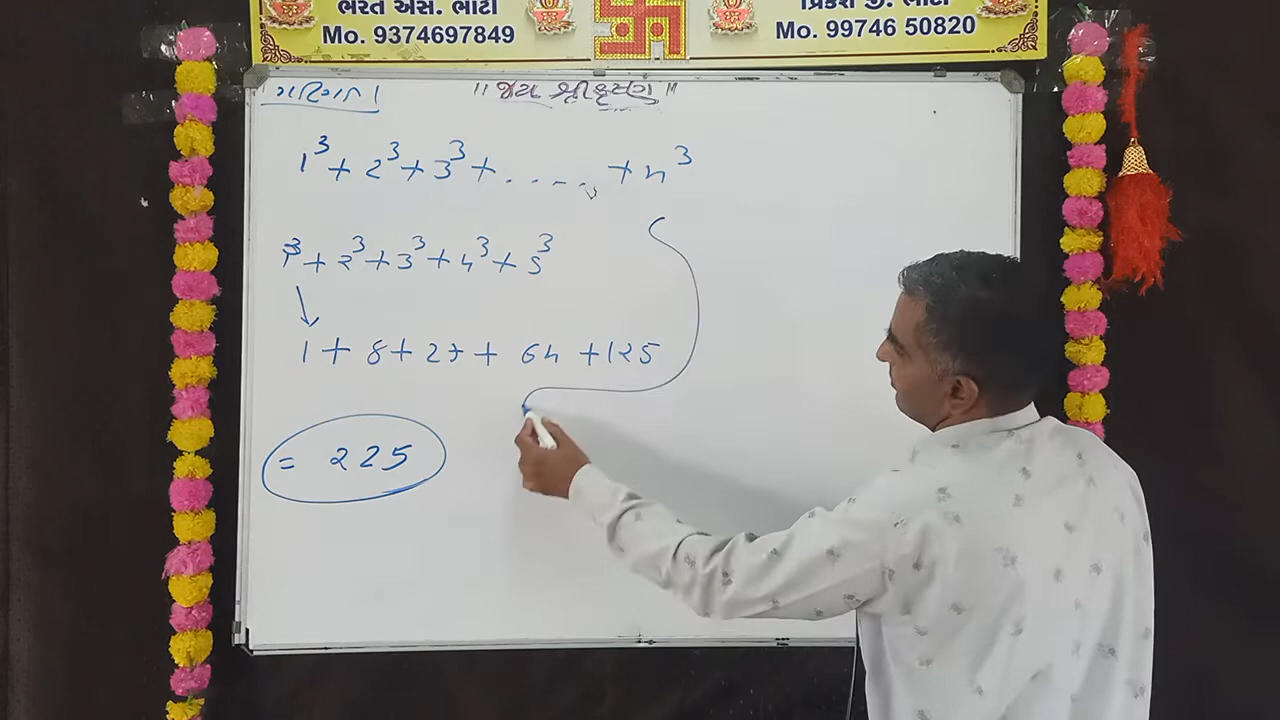 ભરત એસ. ભાટી
Mo. 9374697849
પ્રિકેશ જી. ભાટી
Mo. 99746 50820
ગણિત
॥ જય શ્રી કૃષ્ણ ॥
1³ + 2³ + 3³ + ..... + n³
1³ + 2³ + 3³ + 4³ + 5³
1 + 8 + 27 + 64 + 125
= 225